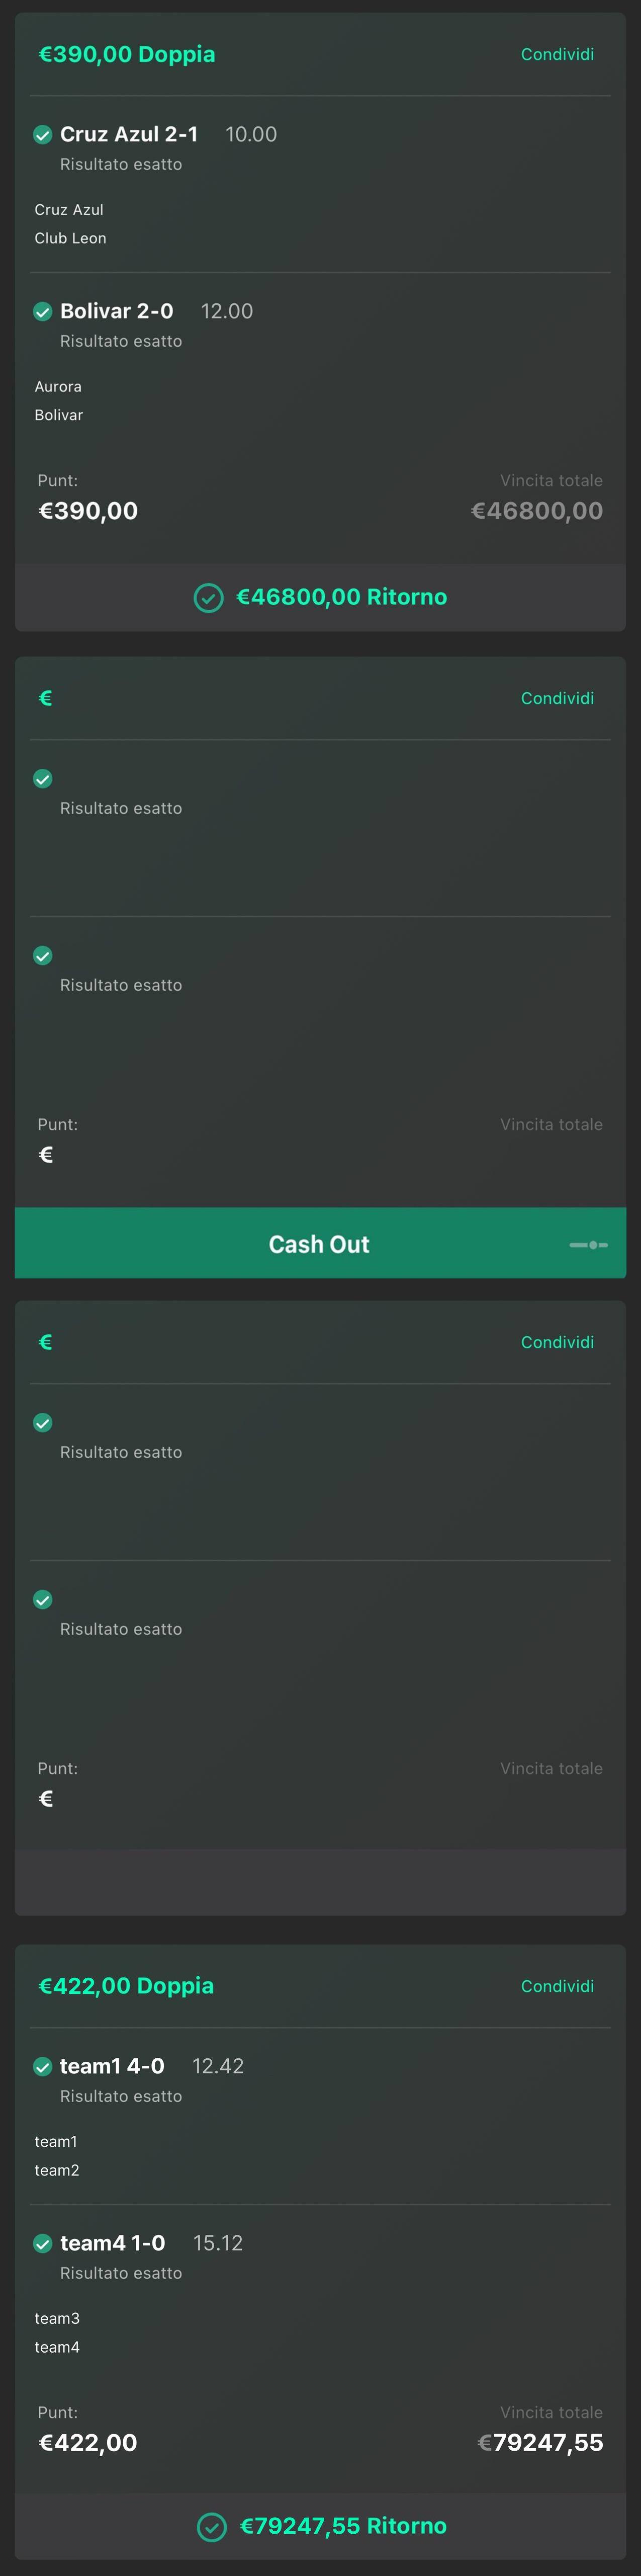 €390,00 Doppia Condividi
Cruz Azul 2-1 10.00
Risultato esatto
Cruz Azul
Club Leon
Bolivar 2-0 12.00
Risultato esatto
Aurora
Bolivar
Punt: Vincita totale
€390,00 €46800,00
€46800,00 Ritorno
€ Condividi
Risultato esatto
Risultato esatto
Punt: Vincita totale
€
Cash Out
€ Condividi
Risultato esatto
Risultato esatto
Punt: Vincita totale
€
€422,00 Doppia Condividi
team1 4-0 12.42
Risultato esatto
team1
team2
team4 1-0 15.12
Risultato esatto
team3
team4
Punt: Vincita totale
€422,00 €79247,55
€79247,55 Ritorno